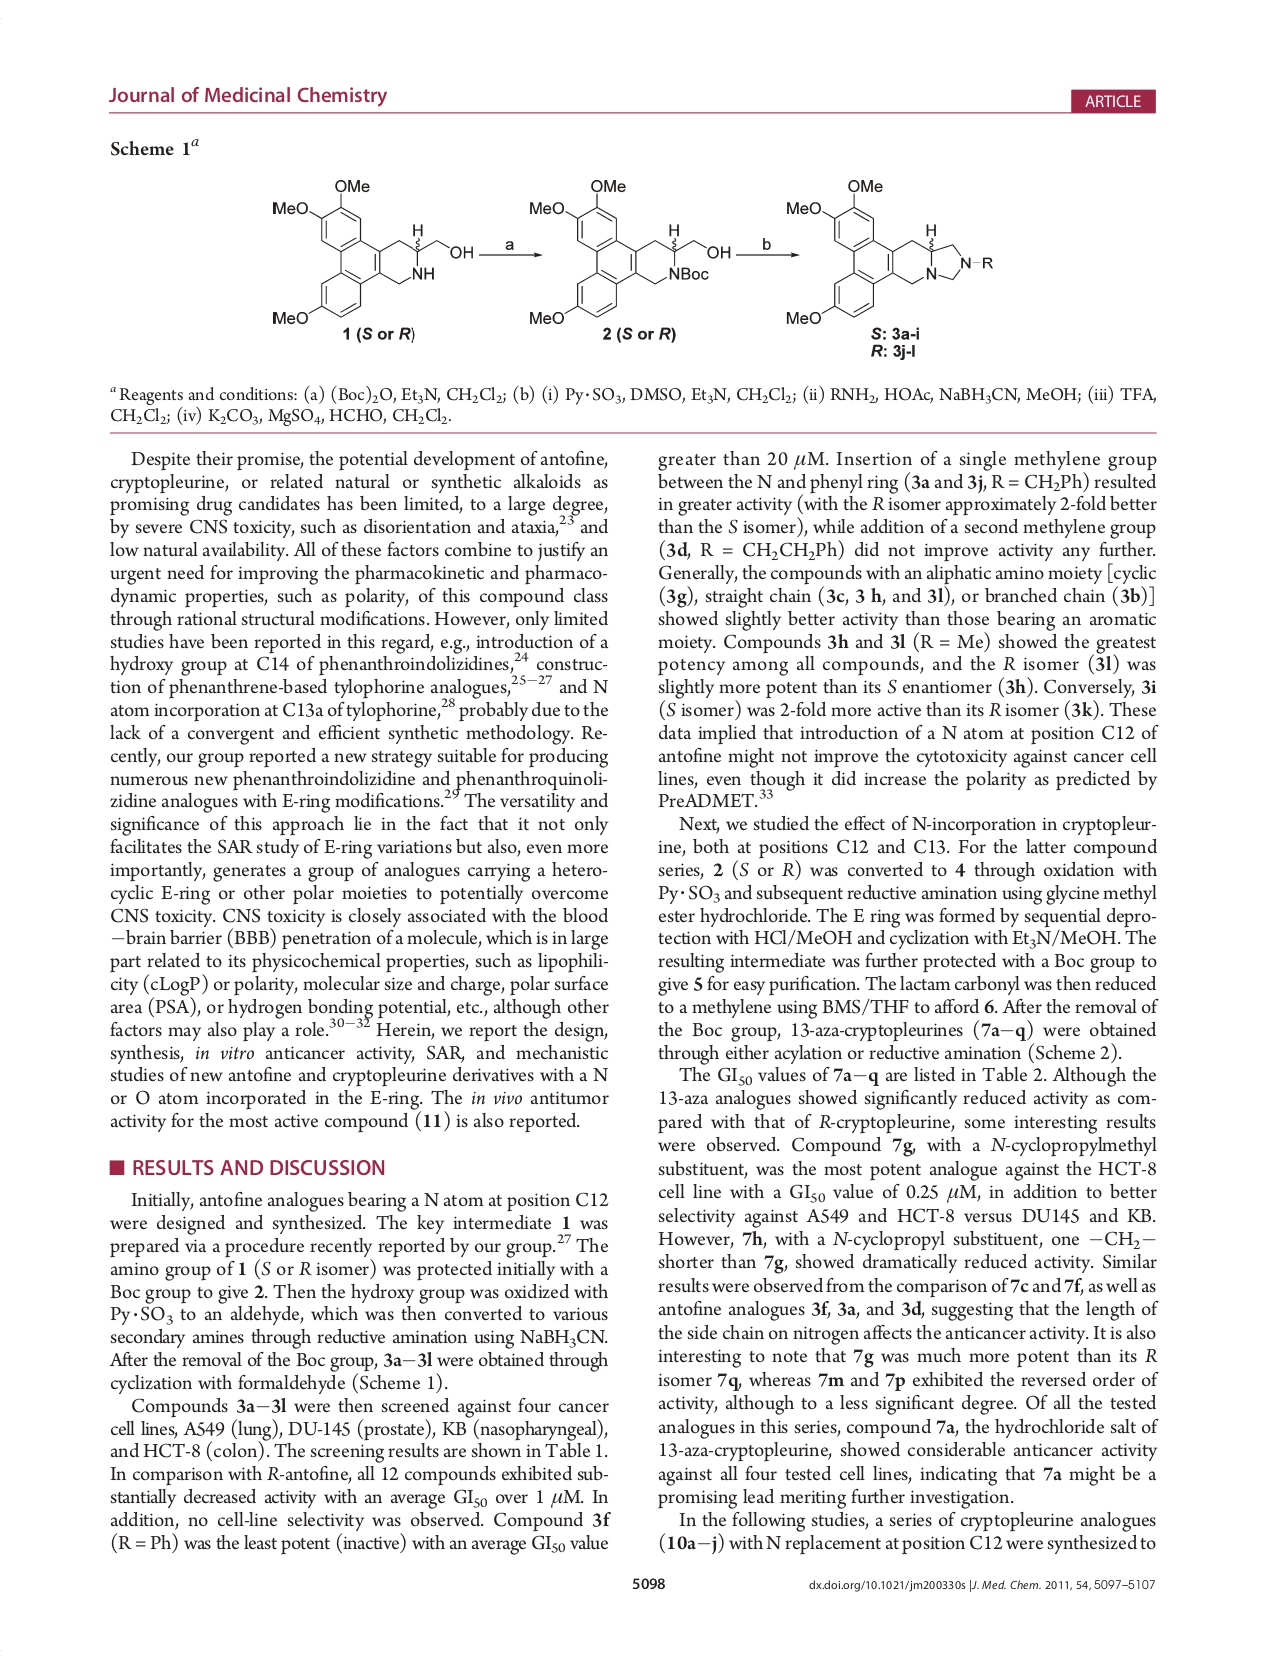 Journal of Medicinal Chemistry
ARTICLE
Scheme 1a
OMe
MeO
H
OH
NH
MeO
1 (S or R)
a
OMe
MeO
H
OH
NBoc
MeO
2 (S or R)
b
OMe
MeO
H
N
N-R
MeO
S: 3a-i
R: 3j-l
a Reagents and conditions: (a) (Boc)2O, Et3N, CH2Cl2; (b) (i) Py·SO3, DMSO, Et3N, CH2Cl2; (ii) RNH2, HOAc, NaBH3CN, MeOH; (iii) TFA,
CH2Cl2; (iv) K2CO3, MgSO4, HCHO, CH2Cl2.
Despite their promise, the potential development of antofine,
cryptopleurine, or related natural or synthetic alkaloids as
promising drug candidates has been limited, to a large degree,
by severe CNS toxicity, such as disorientation and ataxia,23 and
low natural availability. All of these factors combine to justify an
urgent need for improving the pharmacokinetic and pharmaco-
dynamic properties, such as polarity, of this compound class
through rational structural modifications. However, only limited
studies have been reported in this regard, e.g., introduction of a
hydroxy group at C14 of phenanthroindolizidines,24 construc-
tion of phenanthrene-based tylophorine analogues,25−27 and N
atom incorporation at C13a of tylophorine,28 probably due to the
lack of a convergent and efficient synthetic methodology. Re-
cently, our group reported a new strategy suitable for producing
numerous new phenanthroindolizidine and phenanthroquinoli-
zidine analogues with E-ring modifications.29 The versatility and
significance of this approach lie in the fact that it not only
facilitates the SAR study of E-ring variations but also, even more
importantly, generates a group of analogues carrying a hetero-
cyclic E-ring or other polar moieties to potentially overcome
CNS toxicity. CNS toxicity is closely associated with the blood
−brain barrier (BBB) penetration of a molecule, which is in large
part related to its physicochemical properties, such as lipophili-
city (cLogP) or polarity, molecular size and charge, polar surface
area (PSA), or hydrogen bonding potential, etc., although other
factors may also play a role.30−32 Herein, we report the design,
synthesis, in vitro anticancer activity, SAR, and mechanistic
studies of new antofine and cryptopleurine derivatives with a N
or O atom incorporated in the E-ring. The in vivo antitumor
activity for the most active compound (11) is also reported.
■ RESULTS AND DISCUSSION
Initially, antofine analogues bearing a N atom at position C12
were designed and synthesized. The key intermediate 1 was
prepared via a procedure recently reported by our group.27 The
amino group of 1 (S or R isomer) was protected initially with a
Boc group to give 2. Then the hydroxy group was oxidized with
Py·SO3 to an aldehyde, which was then converted to various
secondary amines through reductive amination using NaBH3CN.
After the removal of the Boc group, 3a−3l were obtained through
cyclization with formaldehyde (Scheme 1).
Compounds 3a−3l were then screened against four cancer
cell lines, A549 (lung), DU-145 (prostate), KB (nasopharyngeal),
and HCT-8 (colon). The screening results are shown in Table 1.
In comparison with R-antofine, all 12 compounds exhibited sub-
stantially decreased activity with an average GI50 over 1 μM. In
addition, no cell-line selectivity was observed. Compound 3f
(R = Ph) was the least potent (inactive) with an average GI50 value
greater than 20 μM. Insertion of a single methylene group
between the N and phenyl ring (3a and 3j, R = CH2Ph) resulted
in greater activity (with the R isomer approximately 2-fold better
than the S isomer), while addition of a second methylene group
(3d, R = CH2CH2Ph) did not improve activity any further.
Generally, the compounds with an aliphatic amino moiety [cyclic
(3g), straight chain (3c, 3 h, and 3l), or branched chain (3b)]
showed slightly better activity than those bearing an aromatic
moiety. Compounds 3h and 3l (R = Me) showed the greatest
potency among all compounds, and the R isomer (3l) was
slightly more potent than its S enantiomer (3h). Conversely, 3i
(S isomer) was 2-fold more active than its R isomer (3k). These
data implied that introduction of a N atom at position C12 of
antofine might not improve the cytotoxicity against cancer cell
lines, even though it did increase the polarity as predicted by
PreADMET.33
Next, we studied the effect of N-incorporation in cryptopleur-
ine, both at positions C12 and C13. For the latter compound
series, 2 (S or R) was converted to 4 through oxidation with
Py·SO3 and subsequent reductive amination using glycine methyl
ester hydrochloride. The E ring was formed by sequential depro-
tection with HCl/MeOH and cyclization with Et3N/MeOH. The
resulting intermediate was further protected with a Boc group to
give 5 for easy purification. The lactam carbonyl was then reduced
to a methylene using BMS/THF to afford 6. After the removal of
the Boc group, 13-aza-cryptopleurines (7a−q) were obtained
through either acylation or reductive amination (Scheme 2).
The GI50 values of 7a−q are listed in Table 2. Although the
13-aza analogues showed significantly reduced activity as com-
pared with that of R-cryptopleurine, some interesting results
were observed. Compound 7g, with a N-cyclopropylmethyl
substituent, was the most potent analogue against the HCT-8
cell line with a GI50 value of 0.25 μM, in addition to better
selectivity against A549 and HCT-8 versus DU145 and KB.
However, 7h, with a N-cyclopropyl substituent, one −CH2−
shorter than 7g, showed dramatically reduced activity. Similar
results were observed from the comparison of 7c and 7f, as well as
antofine analogues 3f, 3a, and 3d, suggesting that the length of
the side chain on nitrogen affects the anticancer activity. It is also
interesting to note that 7g was much more potent than its R
isomer 7q, whereas 7m and 7p exhibited the reversed order of
activity, although to a less significant degree. Of all the tested
analogues in this series, compound 7a, the hydrochloride salt of
13-aza-cryptopleurine, showed considerable anticancer activity
against all four tested cell lines, indicating that 7a might be a
promising lead meriting further investigation.
In the following studies, a series of cryptopleurine analogues
(10a−j) with N replacement at position C12 were synthesized to
5098
dx.doi.org/10.1021/jm200330s |J. Med. Chem. 2011, 54, 5097–5107